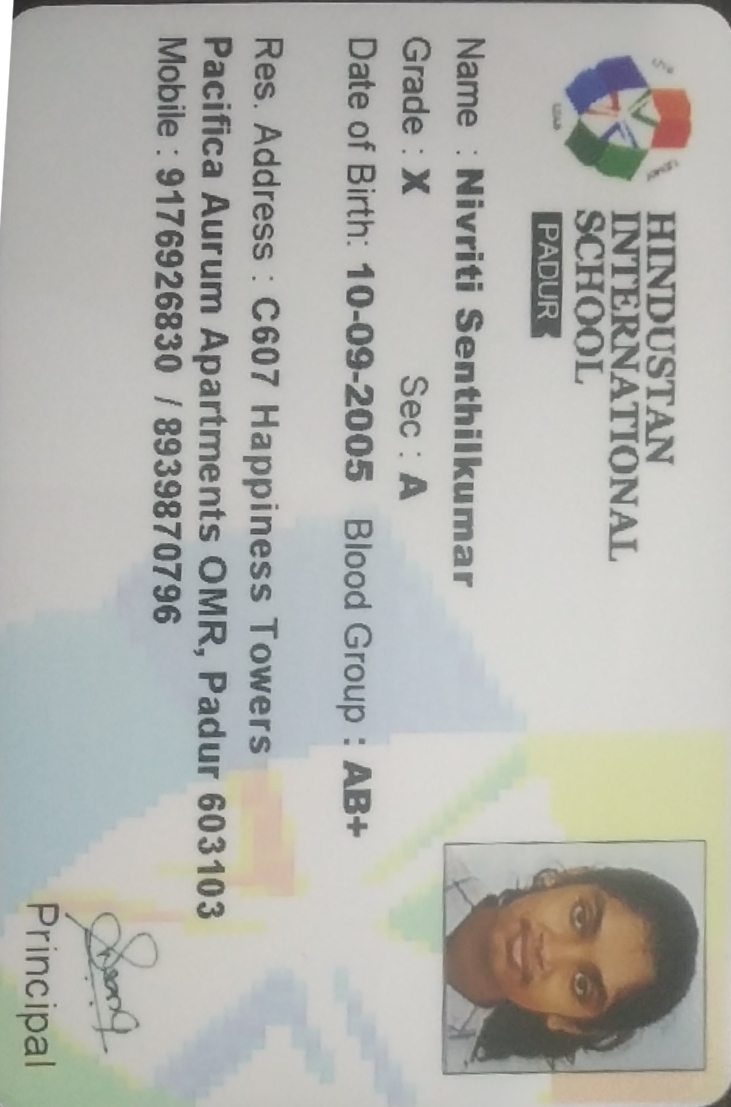 HINDUSTAN
INTERNATIONAL
SCHOOL
PADUR
Name : Nivriti Senthilkumar
Grade : X Sec : A
Date of Birth: 10-09-2005 Blood Group : AB+
Res. Address : C607 Happiness Towers
Pacifica Aurum Apartments OMR, Padur 603103
Mobile : 9176926830 / 8939870796
Principal